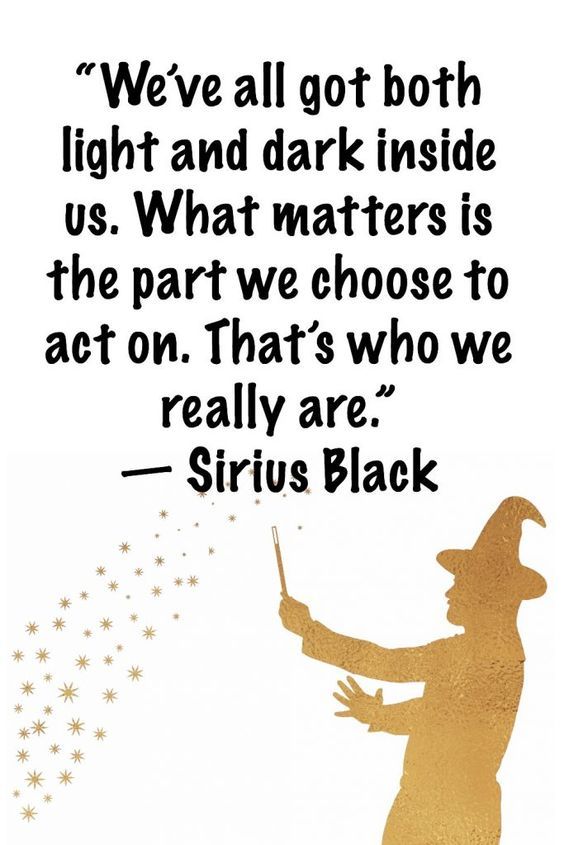 “We’ve all got both
light and dark inside
us. What matters is
the part we choose to
act on. That’s who we
really are.”
— Sirius Black